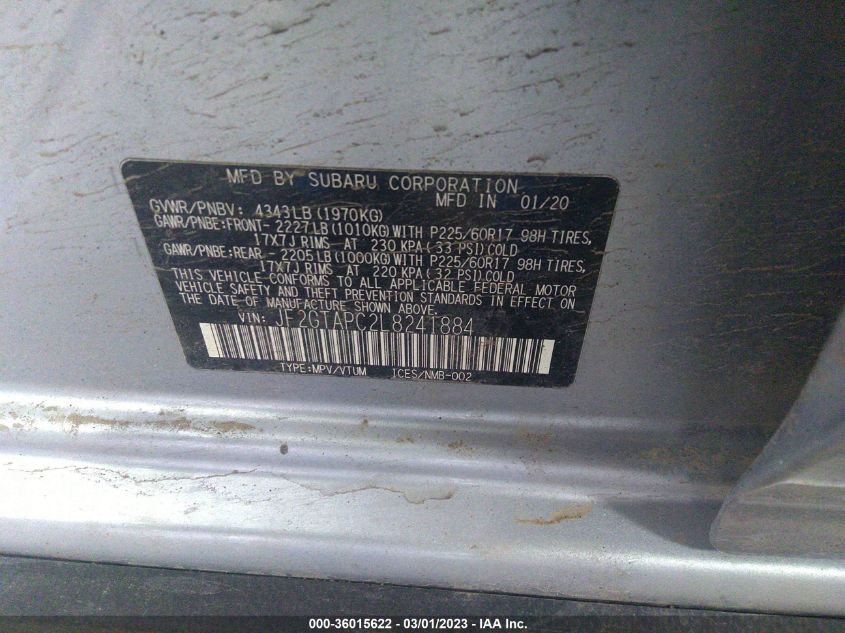 MFD BY SUBARU CORPORATION
MFD IN 01/20
GVWR/PNBV: 4343LB(1970KG)
GAWR/PNBE:FRONT- 2227LB(1010KG)WITH P225/60R17 98H TIRES,
17X7J RIMS AT 230 KPA(33 PSI)COLD
GAWR/PNBE:REAR - 2205LB(1000KG)WITH P225/60R17 98H TIRES,
17X7J RIMS AT 220 KPA(32 PSI)COLD
THIS VEHICLE CONFORMS TO ALL APPLICABLE FEDERAL MOTOR
VEHICLE SAFETY AND THEFT PREVENTION STANDARDS IN EFFECT ON
THE DATE OF MANUFACTURE SHOWN ABOVE.
VIN: JF2GTAPC2L8241884
TYPE:MPV/VTUM ICES/NMB-002
000-36015622 - 03/01/2023 - © IAA Inc.